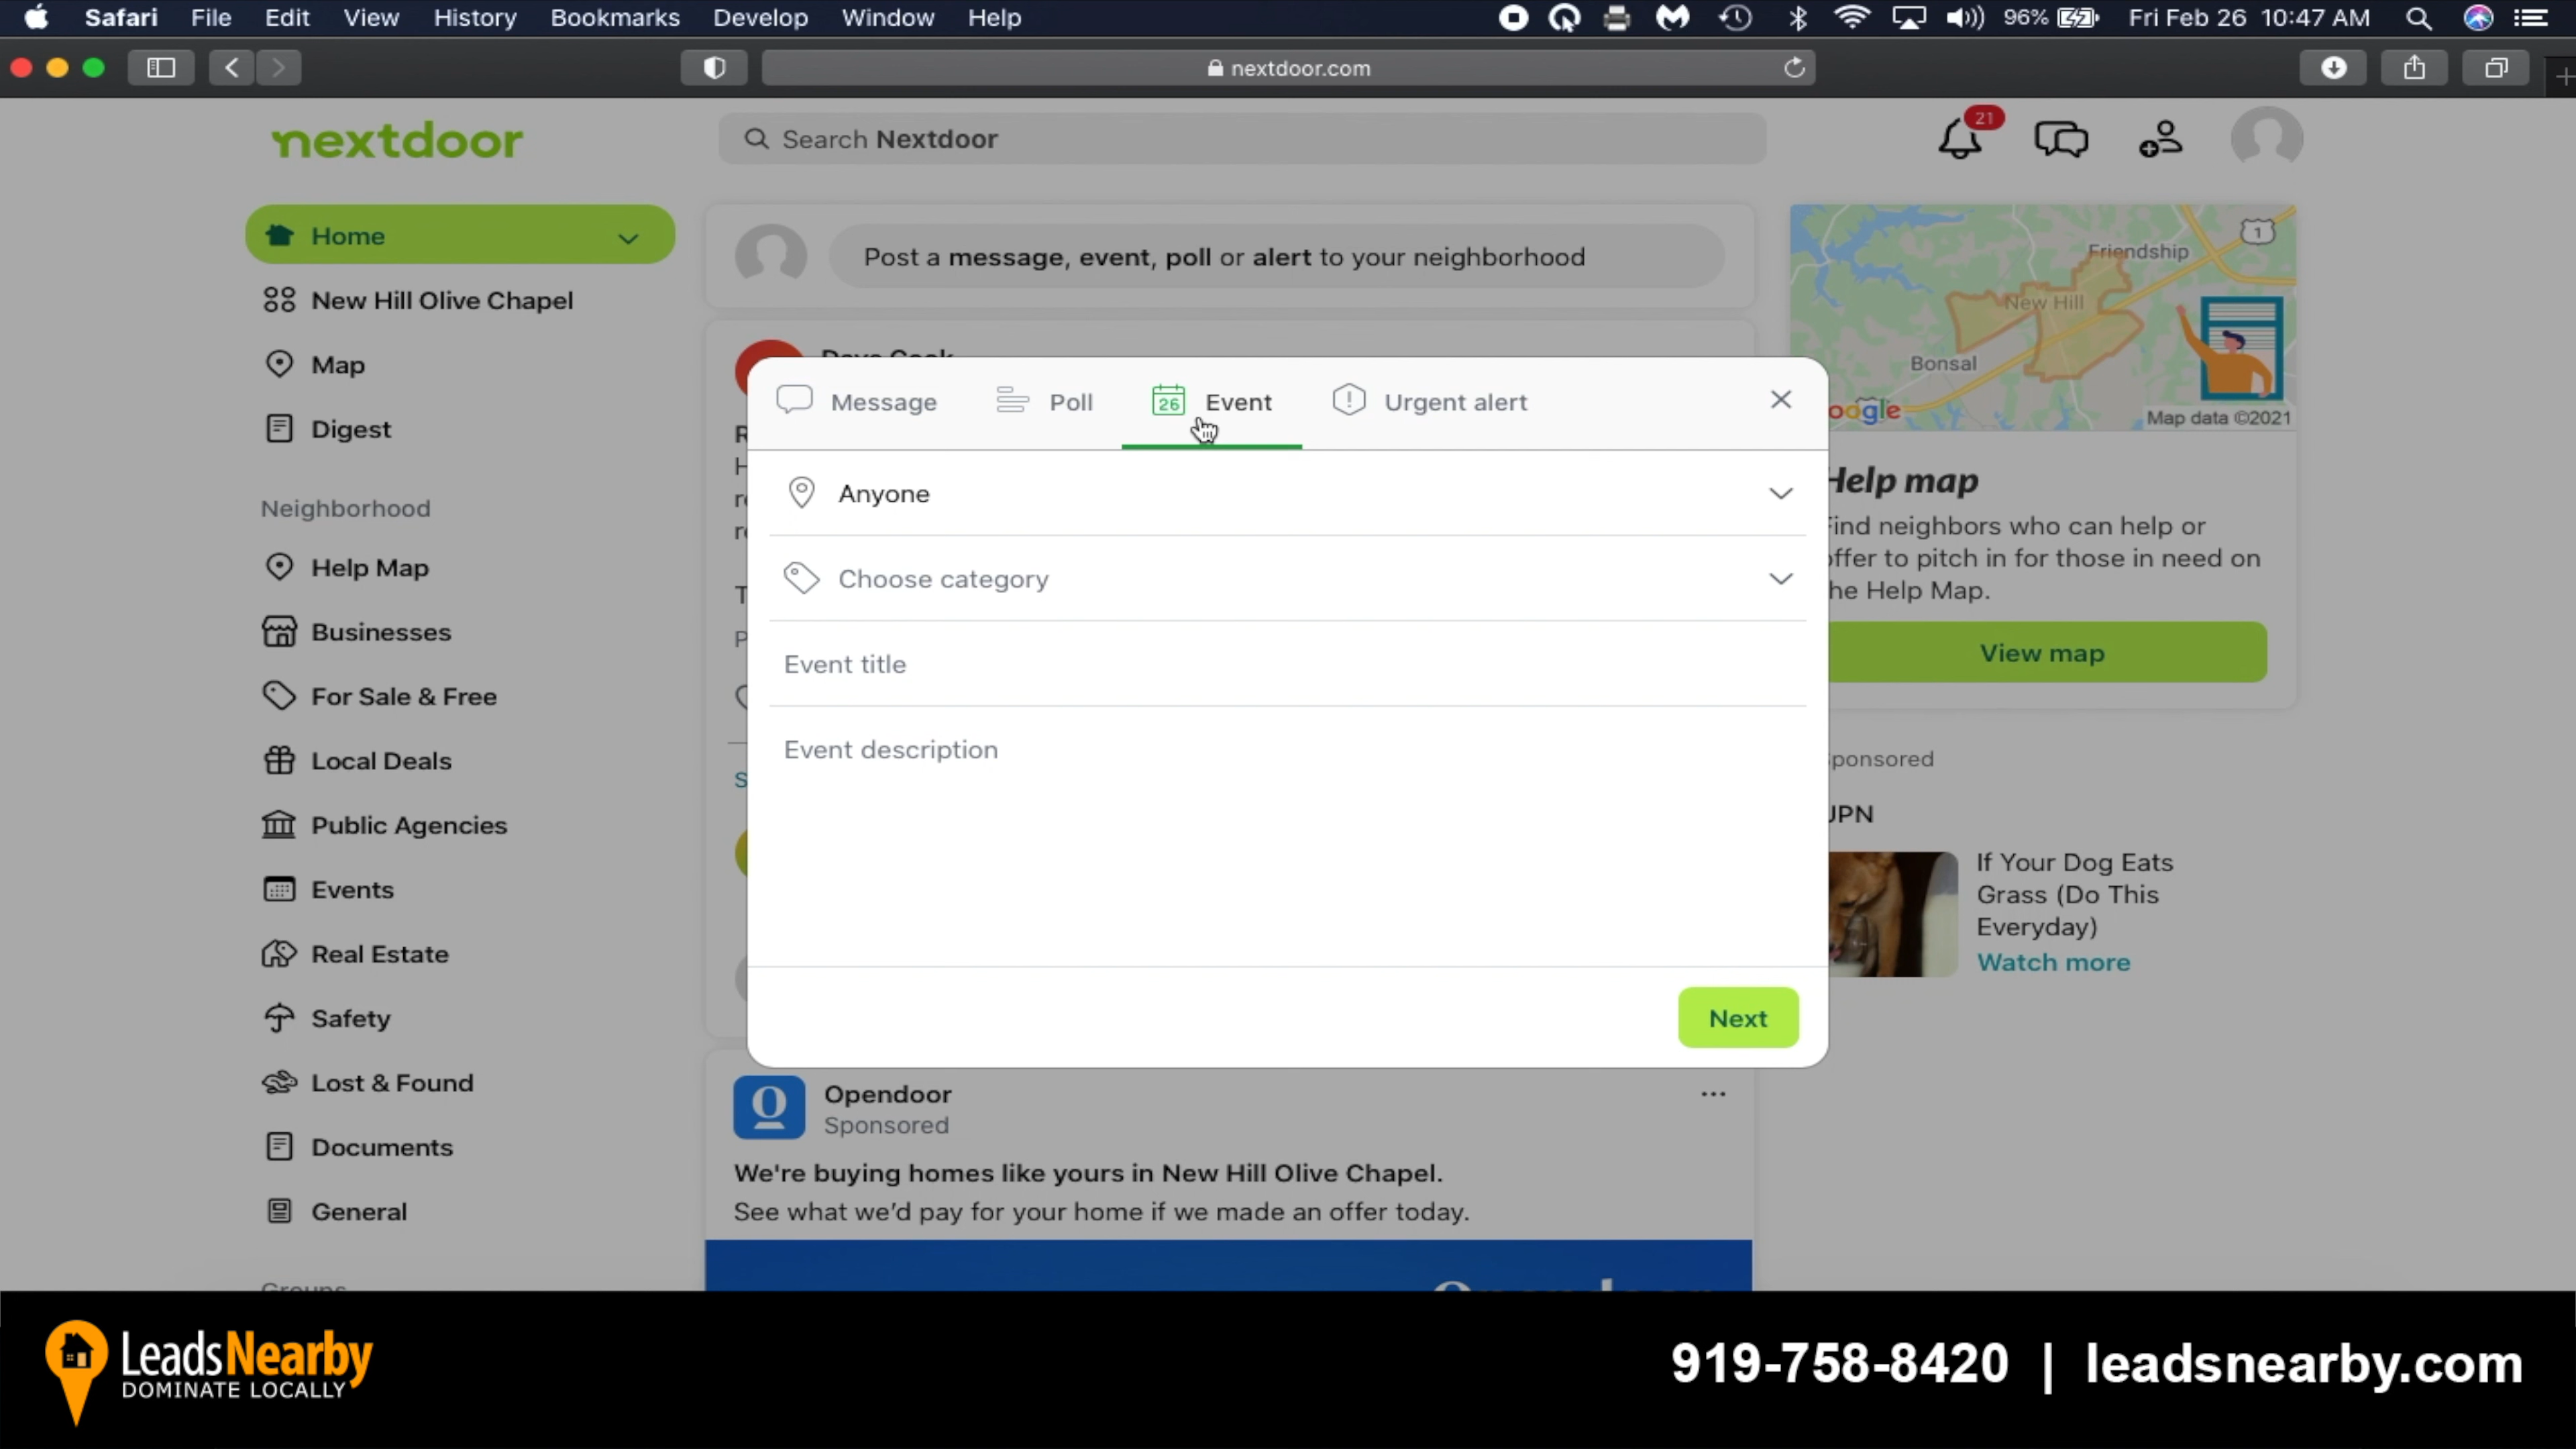 Safari File Edit View History Bookmarks Develop Window Help 96% Fri Feb 26 10:47 AM
nextdoor.com
nextdoor
Search Nextdoor
21
Home
New Hill Olive Chapel
Map
Digest
Neighborhood
Help Map
Businesses
For Sale & Free
Local Deals
Public Agencies
Events
Real Estate
Safety
Lost & Found
Documents
General
Groups
Post a message, event, poll or alert to your neighborhood
Dave Cook
Message Poll 26 Event Urgent alert
Anyone
Choose category
Event title
Event description
Next
Opendoor
Sponsored
We're buying homes like yours in New Hill Olive Chapel.
See what we'd pay for your home if we made an offer today.
Friendship
1
New Hill
Bonsal
Map data ©2021
Help map
Find neighbors who can help or
offer to pitch in for those in need on
the Help Map.
View map
Sponsored
If Your Dog Eats
Grass (Do This
Everyday)
Watch more
LeadsNearby
DOMINATE LOCALLY
919-758-8420 | leadsnearby.com